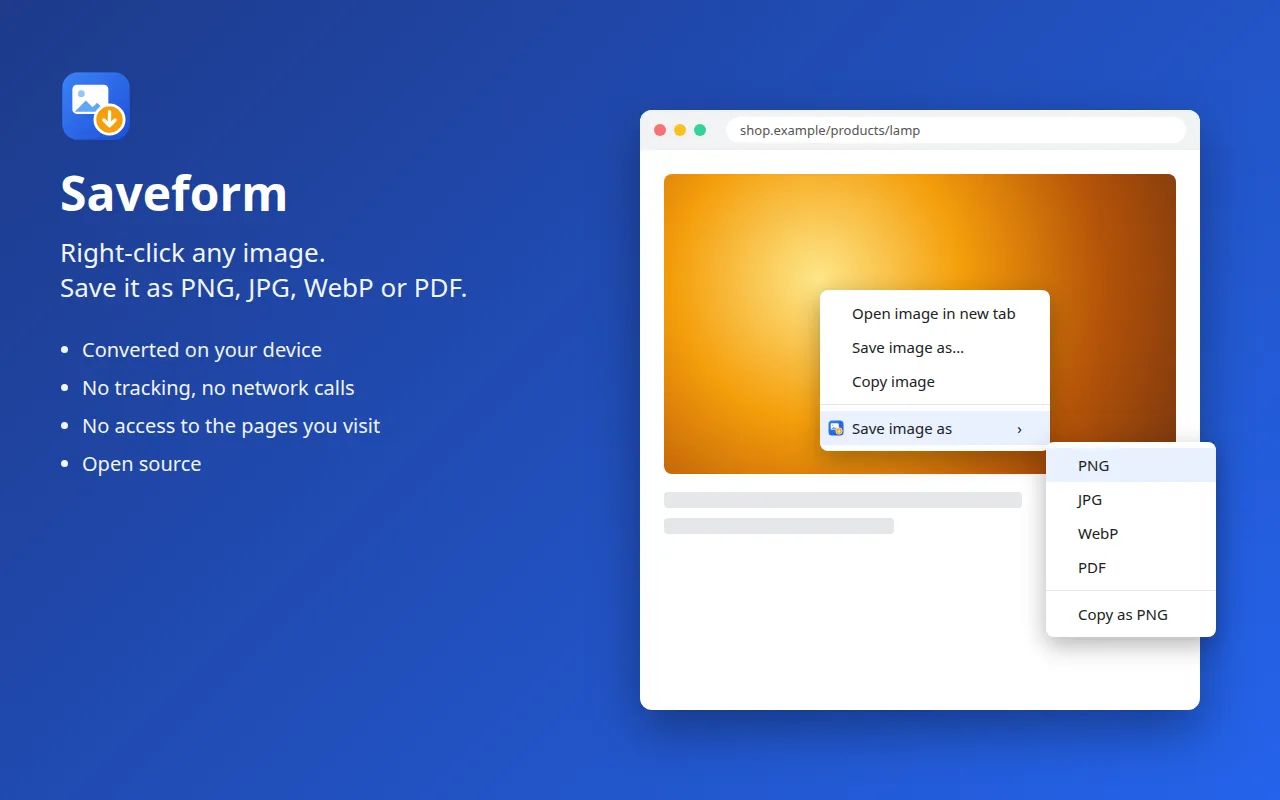 Saveform
Right-click any image.
Save it as PNG, JPG, WebP or PDF.
• Converted on your device
• No tracking, no network calls
• No access to the pages you visit
• Open source
shop.example/products/lamp
Open image in new tab
Save image as...
Copy image
Save image as ›
PNG
JPG
WebP
PDF
Copy as PNG